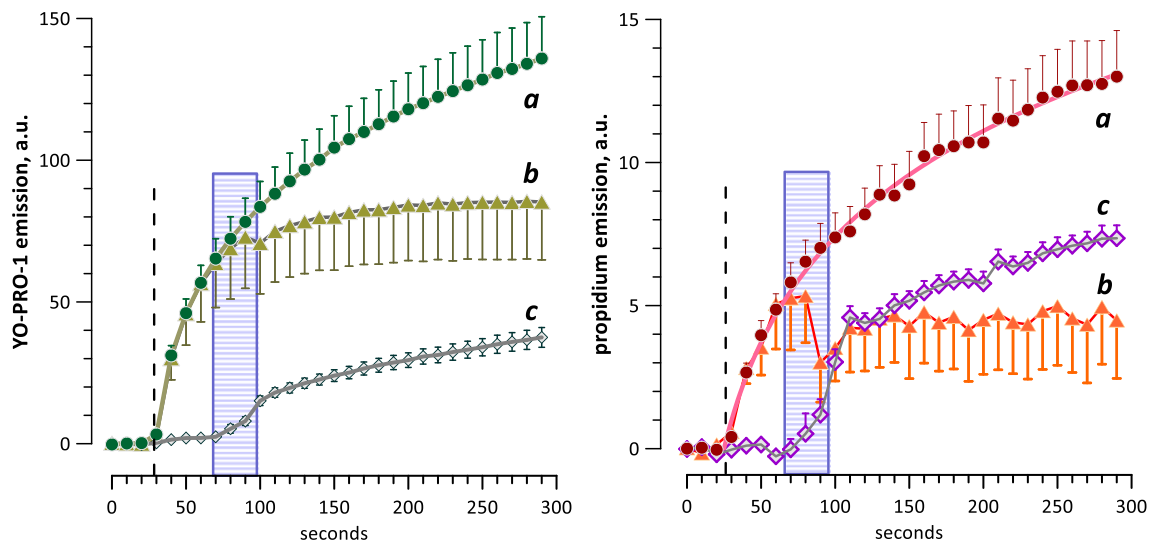 150
100
50
0
YO-PRO-1 emission, a.u.
a
b
c
0 50 100 150 200 250 300
seconds
15
10
5
0
propidium emission, a.u.
a
c
b
0 50 100 150 200 250 300
seconds